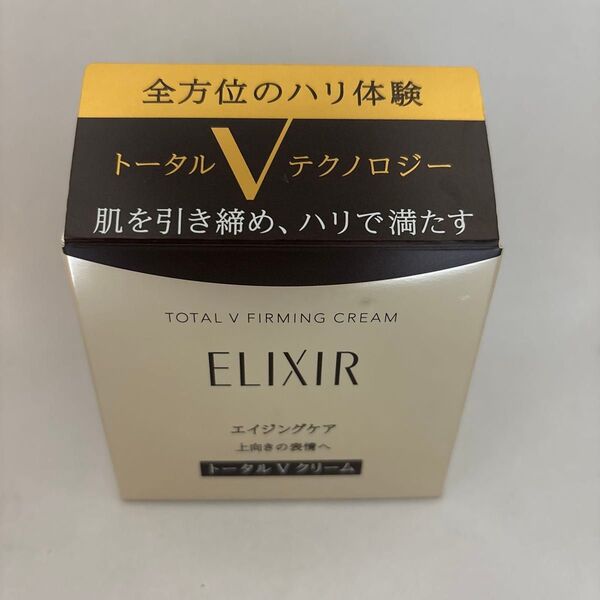 全方位のハリ体験
トータルVテクノロジー
肌を引き締め、ハリで満たす
TOTAL V FIRMING CREAM
ELIXIR
エイジングケア
上向きの表情へ
トータル V クリーム